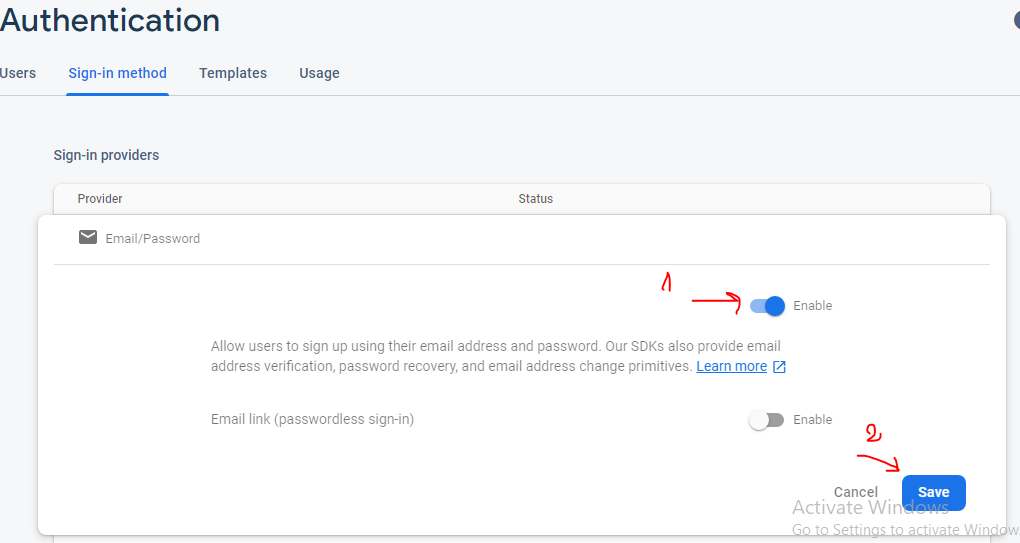 Authentication
Users Sign-in method Templates Usage
Sign-in providers
Provider Status
Email/Password
1
Enable
Allow users to sign up using their email address and password. Our SDKs also provide email
address verification, password recovery, and email address change primitives. Learn more
Email link (passwordless sign-in) Enable
2
Cancel Save
Activate Windows
Go to Settings to activate Windows